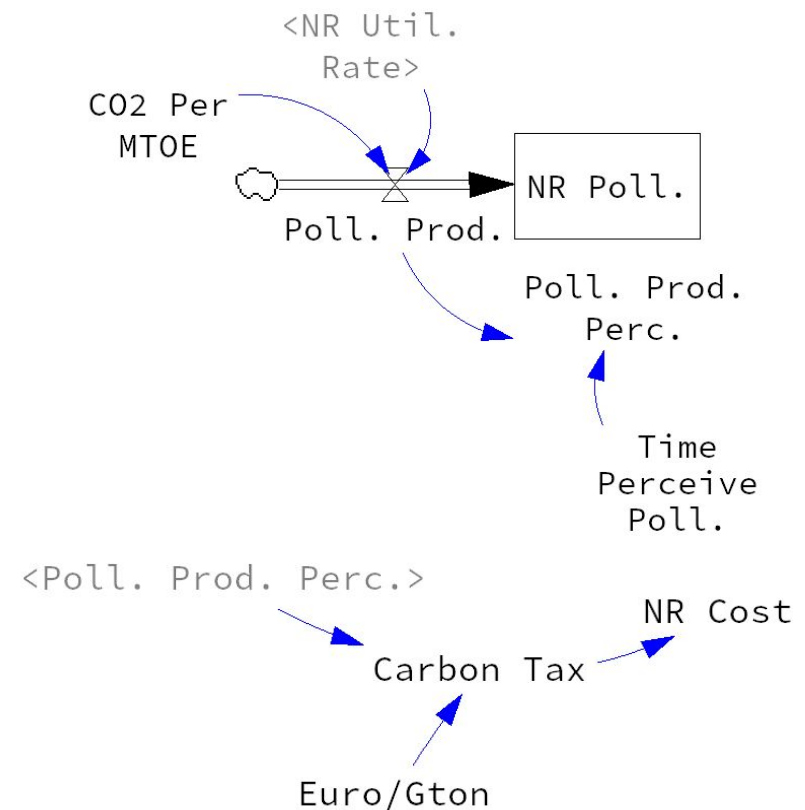 <NR Util.
Rate>
CO2 Per
MTOE
NR Poll.
Poll. Prod.
Poll. Prod.
Perc.
Time
Perceive
Poll.
<Poll. Prod. Perc.>
NR Cost
Carbon Tax
Euro/Gton